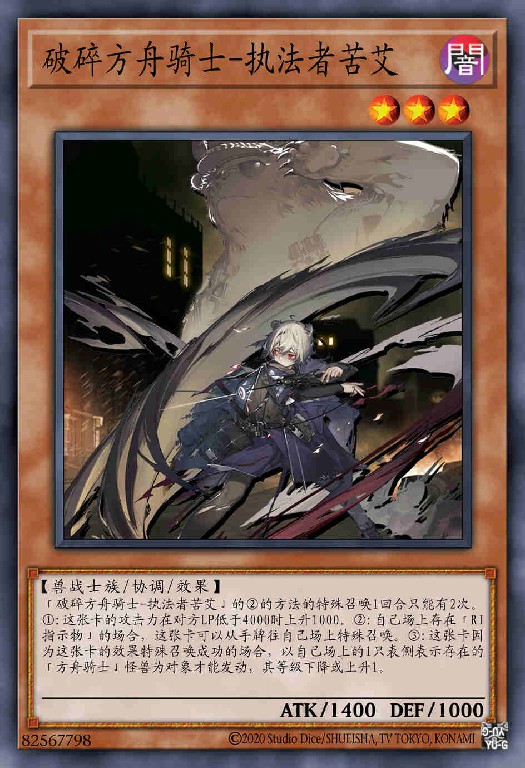 破碎方舟骑士-执法者苦艾
闇
【兽战士族/协调/效果】
「破碎方舟骑士-执法者苦艾」的②的方法的特殊召唤1回合只能有2次。
①:这张卡的攻击力在对方LP低于4000时上升1000。②:自己场上存在「RI
指示物」的场合，这张卡可以从手牌往自己场上特殊召唤。③:这张卡因
为这张卡的效果特殊召唤成功的场合，以自己场上的1只表侧表示存在的
「方舟骑士」怪兽为对象才能发动，其等级下降或上升1。
ATK/1400 DEF/1000
82567798
©2020 Studio Dice/SHUEISHA, TV TOKYO, KONAMI